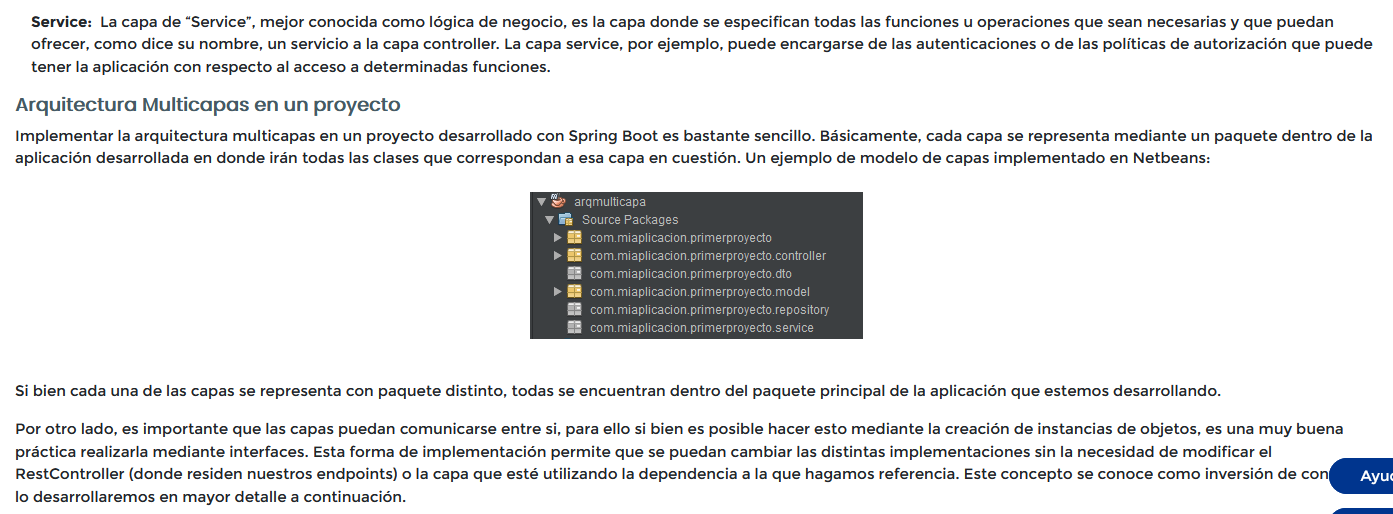 Service: La capa de “Service”, mejor conocida como lógica de negocio, es la capa donde se especifican todas las funciones u operaciones que sean necesarias y que puedan
ofrecer, como dice su nombre, un servicio a la capa controller. La capa service, por ejemplo, puede encargarse de las autenticaciones o de las políticas de autorización que puede
tener la aplicación con respecto al acceso a determinadas funciones.
Arquitectura Multicapas en un proyecto
Implementar la arquitectura multicapas en un proyecto desarrollado con Spring Boot es bastante sencillo. Básicamente, cada capa se representa mediante un paquete dentro de la
aplicación desarrollada en donde irán todas las clases que correspondan a esa capa en cuestión. Un ejemplo de modelo de capas implementado en Netbeans:
arqmulticapa
Source Packages
com.miaplicacion.primerproyecto
com.miaplicacion.primerproyecto.controller
com.miaplicacion.primerproyecto.dto
com.miaplicacion.primerproyecto.model
com.miaplicacion.primerproyecto.repository
com.miaplicacion.primerproyecto.service
Si bien cada una de las capas se representa con paquete distinto, todas se encuentran dentro del paquete principal de la aplicación que estemos desarrollando.
Por otro lado, es importante que las capas puedan comunicarse entre si, para ello si bien es posible hacer esto mediante la creación de instancias de objetos, es una muy buena
práctica realizarla mediante interfaces. Esta forma de implementación permite que se puedan cambiar las distintas implementaciones sin la necesidad de modificar el
RestController (donde residen nuestros endpoints) o la capa que esté utilizando la dependencia a la que hagamos referencia. Este concepto se conoce como inversión de con
lo desarrollaremos en mayor detalle a continuación.